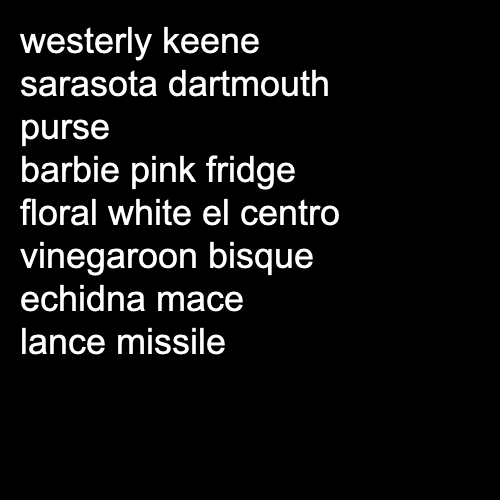 westerly keene
sarasota dartmouth
purse
barbie pink fridge
floral white el centro
vinegaroon bisque
echidna mace
lance missile